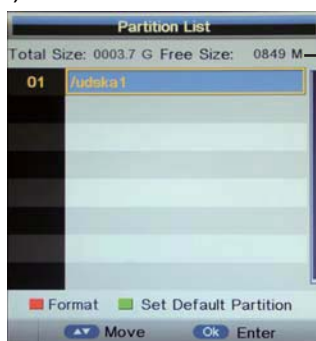 Partition List
Total Size: 0003.7 G Free Size: 0849 M
01 /udska1
Format Set Default Partition
Move Ok Enter